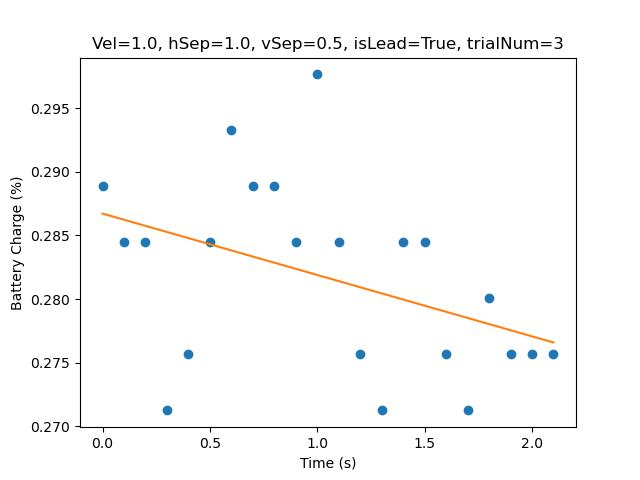 Vel=1.0, hSep=1.0, vSep=0.5, isLead=True, trialNum=3
Battery Charge (%)
0.295
0.290
0.285
0.280
0.275
0.270
0.0 0.5 1.0 1.5 2.0
Time (s)